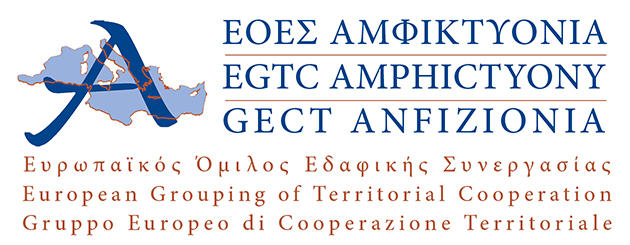 A
ΕΟΕΣ ΑΜΦΙΚΤΥΟΝΙΑ
EGTC AMPHICTYONY
GECT ANFIZIONIA
Ευρωπαϊκός Όμιλος Εδαφικής Συνεργασίας
European Grouping of Territorial Cooperation
Gruppo Europeo di Cooperazione Territoriale